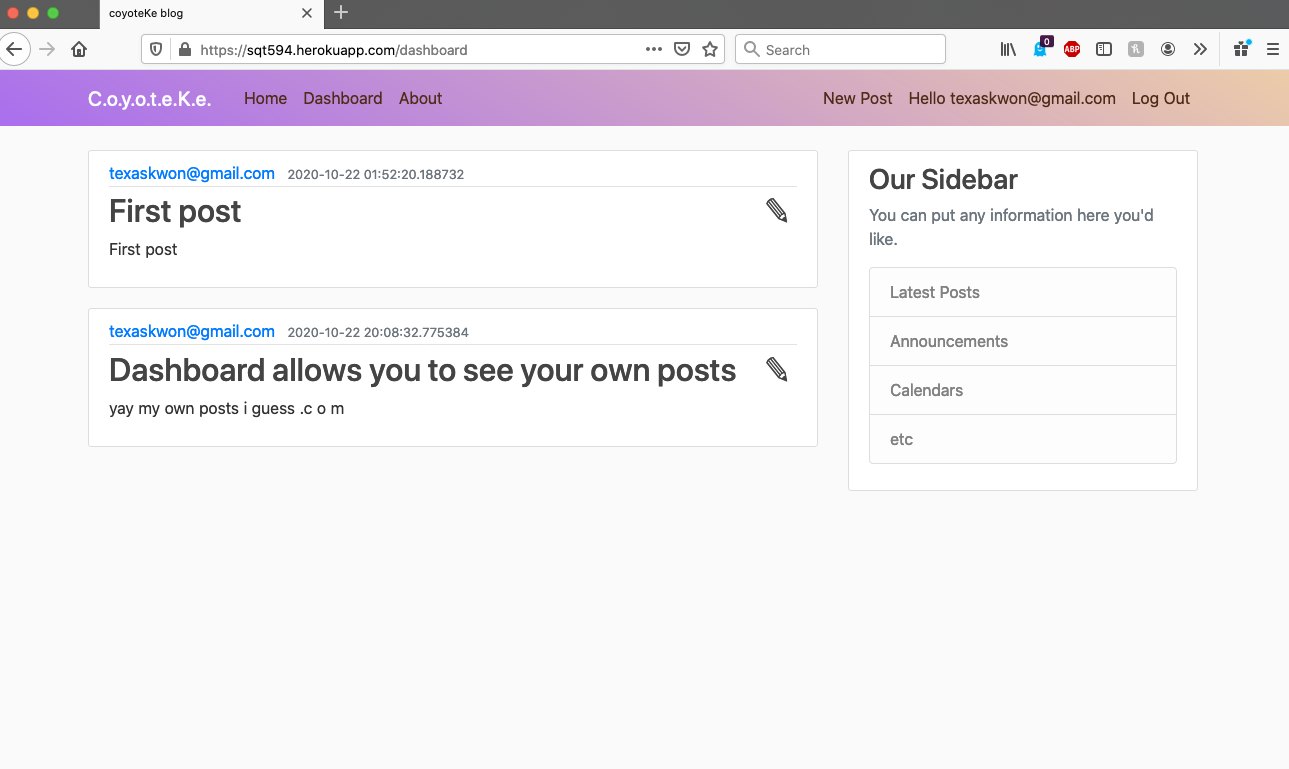 coyoteKe blog
https://sqt594.herokuapp.com/dashboard
Search
0
ABP
C.o.y.o.t.e.K.e.
Home
Dashboard
About
New Post
Hello texaskwon@gmail.com
Log Out
texaskwon@gmail.com 2020-10-22 01:52:20.188732
First post
First post
texaskwon@gmail.com 2020-10-22 20:08:32.775384
Dashboard allows you to see your own posts
yay my own posts i guess .c o m
Our Sidebar
You can put any information here you'd
like.
Latest Posts
Announcements
Calendars
etc